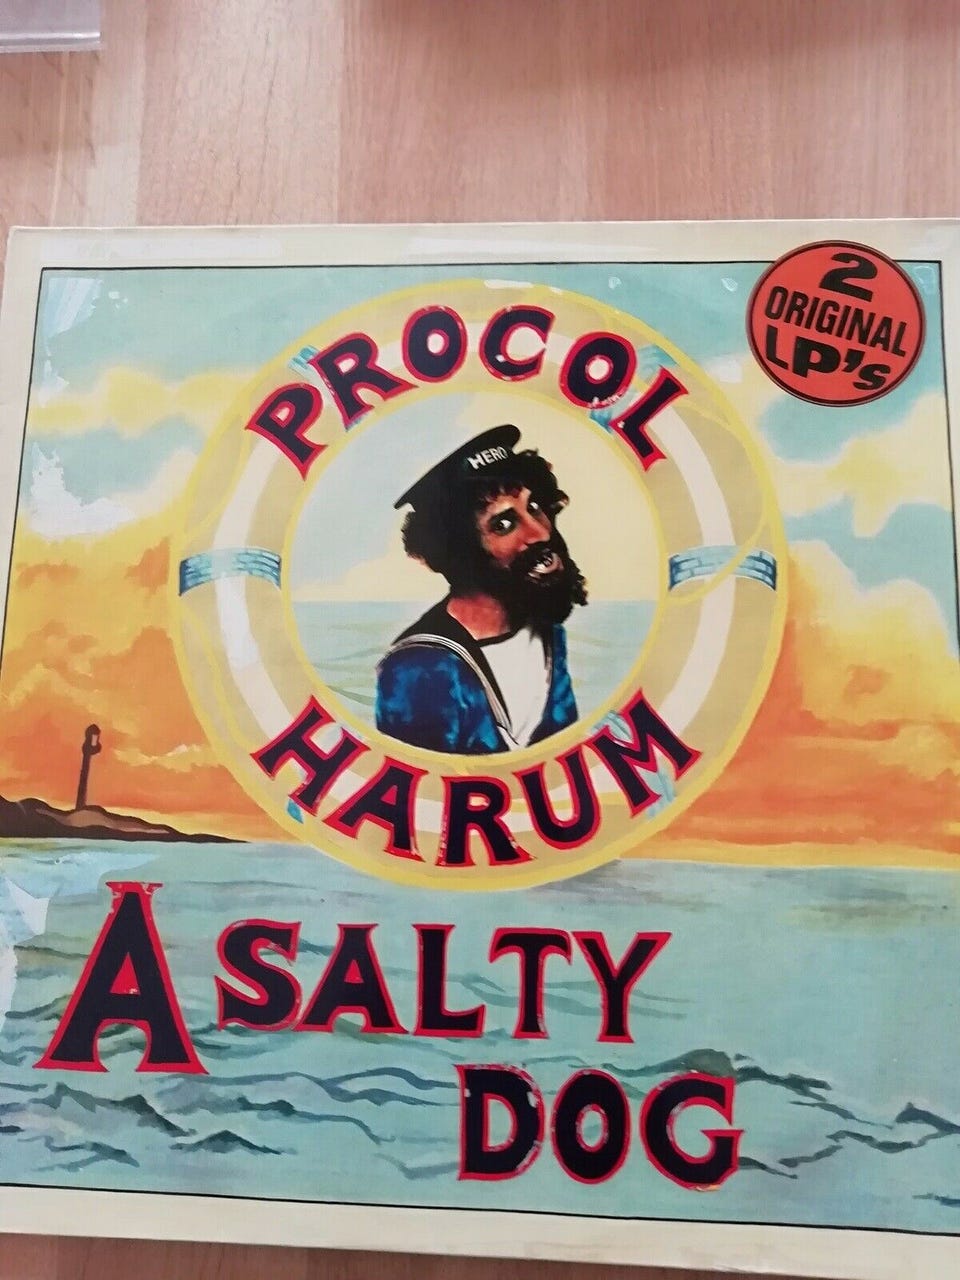 2
ORIGINAL
LP's
PROCOL
HERO
HARUM
A SALTY
DOG